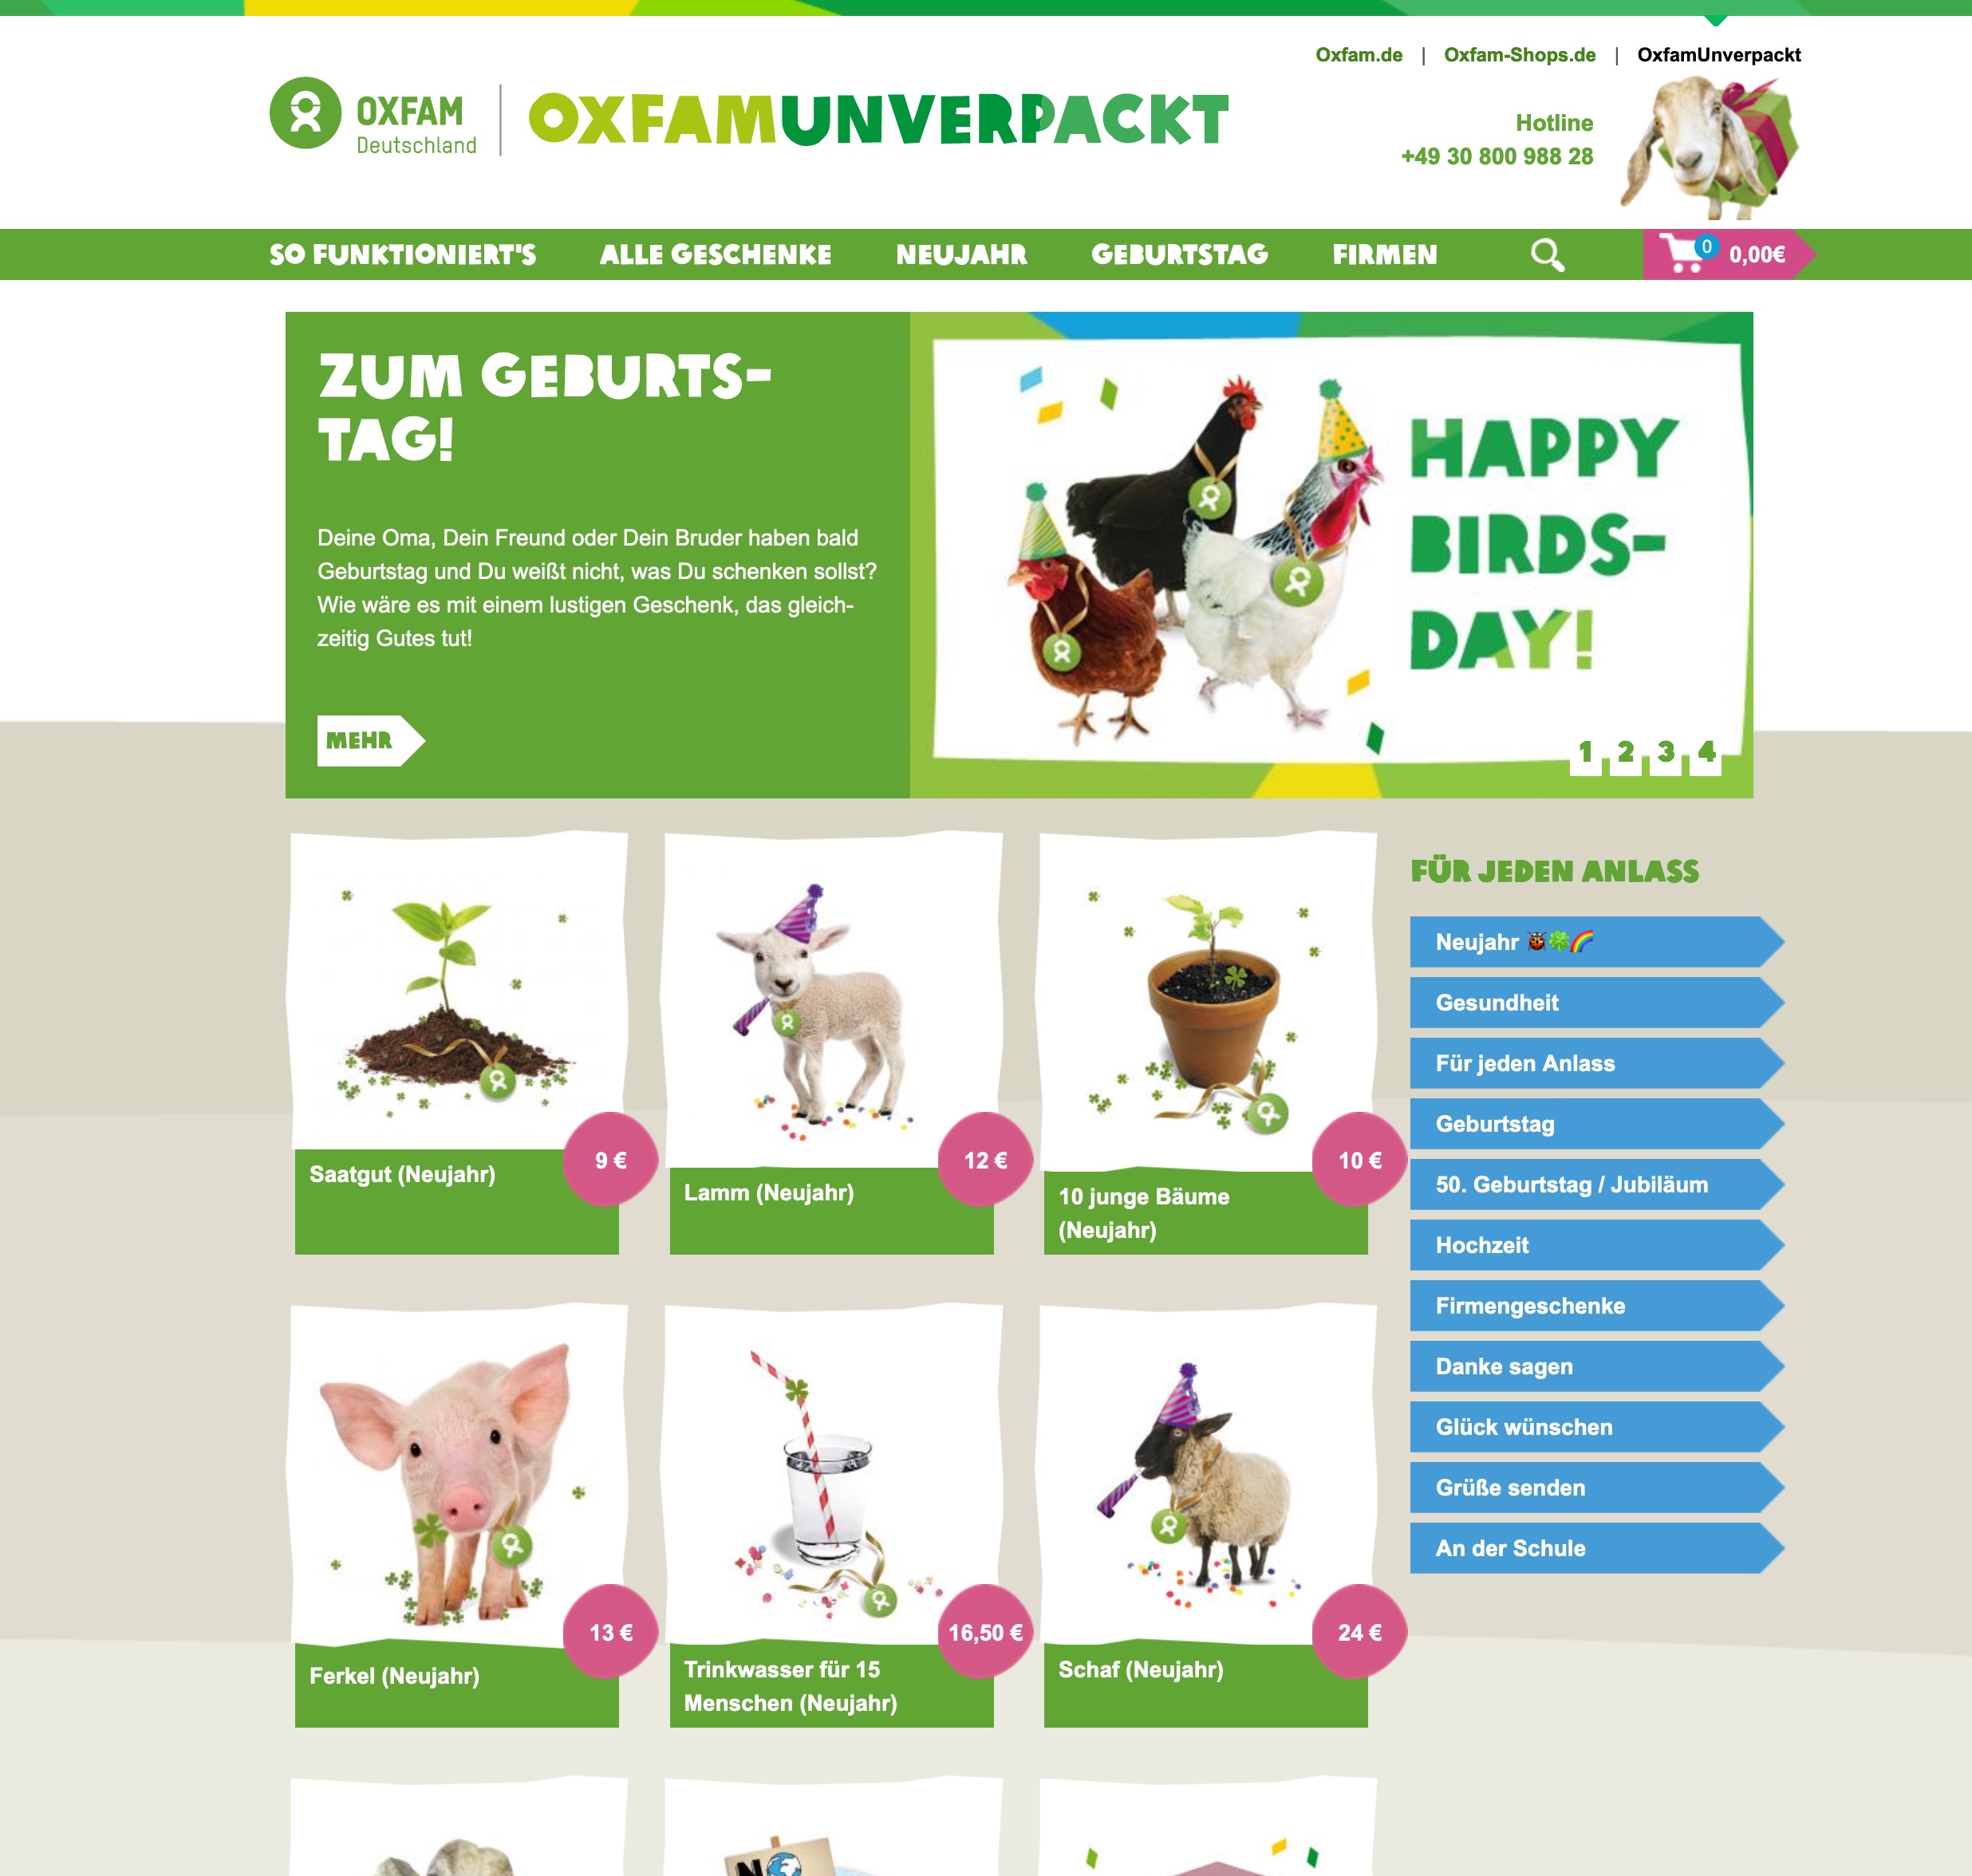 Oxfam.de | Oxfam-Shops.de | OxfamUnverpackt
OXFAM
Deutschland
OXFAMUNVERPACKT
Hotline
+49 30 800 988 28
SO FUNKTIONIERT'S ALLE GESCHENKE NEUJAHR GEBURTSTAG FIRMEN 0 0,00€
ZUM GEBURTS-
TAG!
Deine Oma, Dein Freund oder Dein Bruder haben bald
Geburtstag und Du weißt nicht, was Du schenken sollst?
Wie wäre es mit einem lustigen Geschenk, das gleich-
zeitig Gutes tut!
MEHR
HAPPY
BIRDS-
DAY!
1 2 3 4
9 €
Saatgut (Neujahr)
12 €
Lamm (Neujahr)
10 €
10 junge Bäume
(Neujahr)
13 €
Ferkel (Neujahr)
16,50 €
Trinkwasser für 15
Menschen (Neujahr)
24 €
Schaf (Neujahr)
NO
FÜR JEDEN ANLASS
Neujahr 🐞🍀🌈
Gesundheit
Für jeden Anlass
Geburtstag
50. Geburtstag / Jubiläum
Hochzeit
Firmengeschenke
Danke sagen
Glück wünschen
Grüße senden
An der Schule